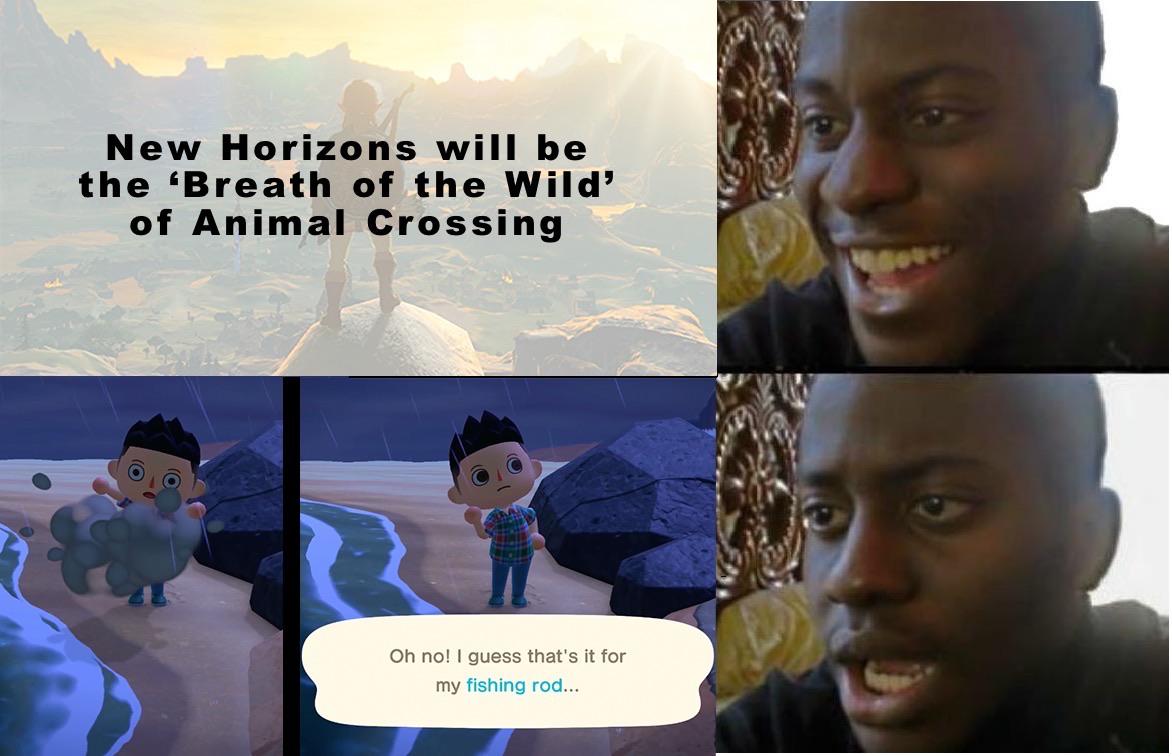 New Horizons will be
the ‘Breath of the Wild’
of Animal Crossing
Oh no! I guess that's it for
my fishing rod...